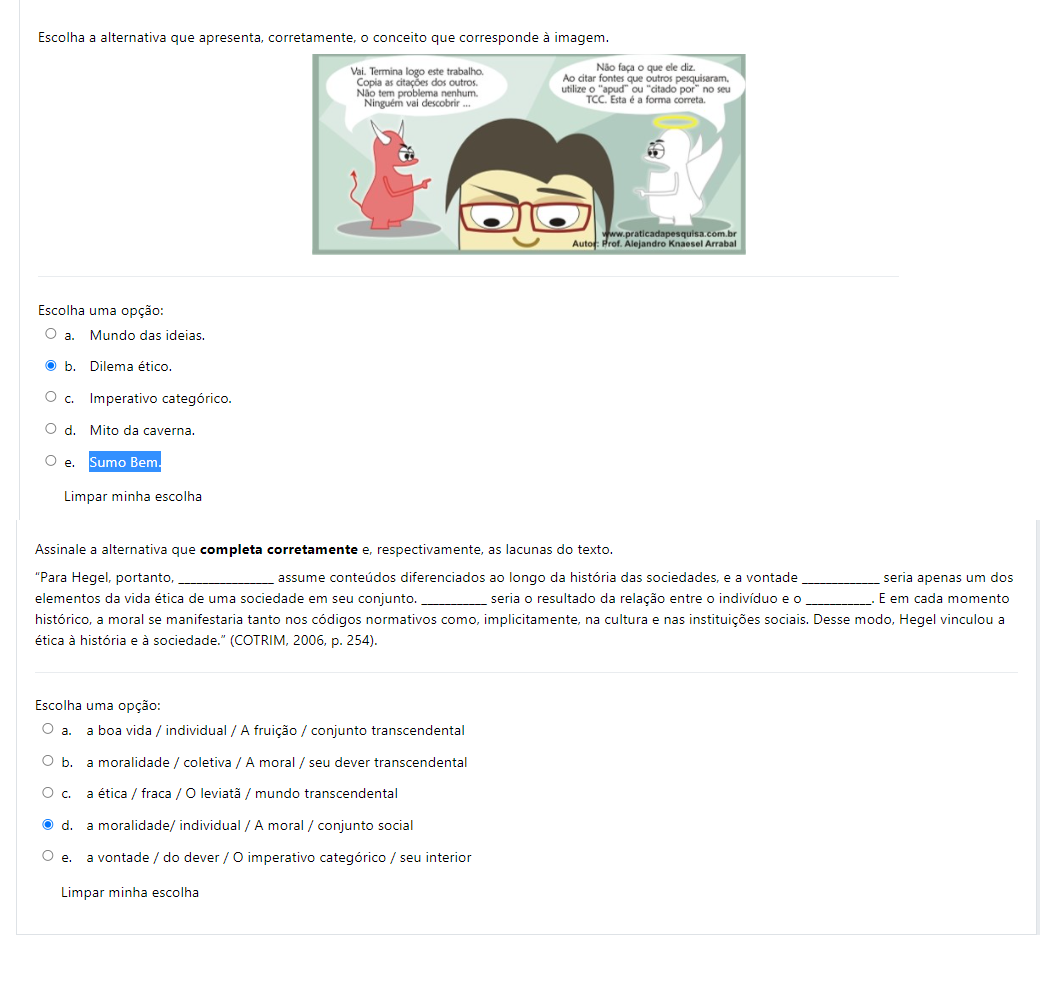 Escolha a alternativa que apresenta, corretamente, o conceito que corresponde à imagem.
Vai. Termina logo este trabalho.
Copia as citações dos outros.
Não tem problema nenhum.
Ninguém vai descobrir ...
Não faça o que ele diz.
Ao citar fontes que outros pesquisaram,
utilize o "apud" ou "citado por" no seu
TCC. Esta é a forma correta.
www.praticadapesquisa.com.br
Autor: Prof. Alejandro Knaesel Arrabal
Escolha uma opção:
a. Mundo das ideias.
b. Dilema ético.
c. Imperativo categórico.
d. Mito da caverna.
e. Sumo Bem.
Limpar minha escolha
Assinale a alternativa que completa corretamente e, respectivamente, as lacunas do texto.
“Para Hegel, portanto, ________________ assume conteúdos diferenciados ao longo da história das sociedades, e a vontade _____________ seria apenas um dos
elementos da vida ética de uma sociedade em seu conjunto. ___________ seria o resultado da relação entre o indivíduo e o ___________. E em cada momento
histórico, a moral se manifestaria tanto nos códigos normativos como, implicitamente, na cultura e nas instituições sociais. Desse modo, Hegel vinculou a
ética à história e à sociedade.” (COTRIM, 2006, p. 254).
Escolha uma opção:
a. a boa vida / individual / A fruição / conjunto transcendental
b. a moralidade / coletiva / A moral / seu dever transcendental
c. a ética / fraca / O leviatã / mundo transcendental
d. a moralidade/ individual / A moral / conjunto social
e. a vontade / do dever / O imperativo categórico / seu interior
Limpar minha escolha